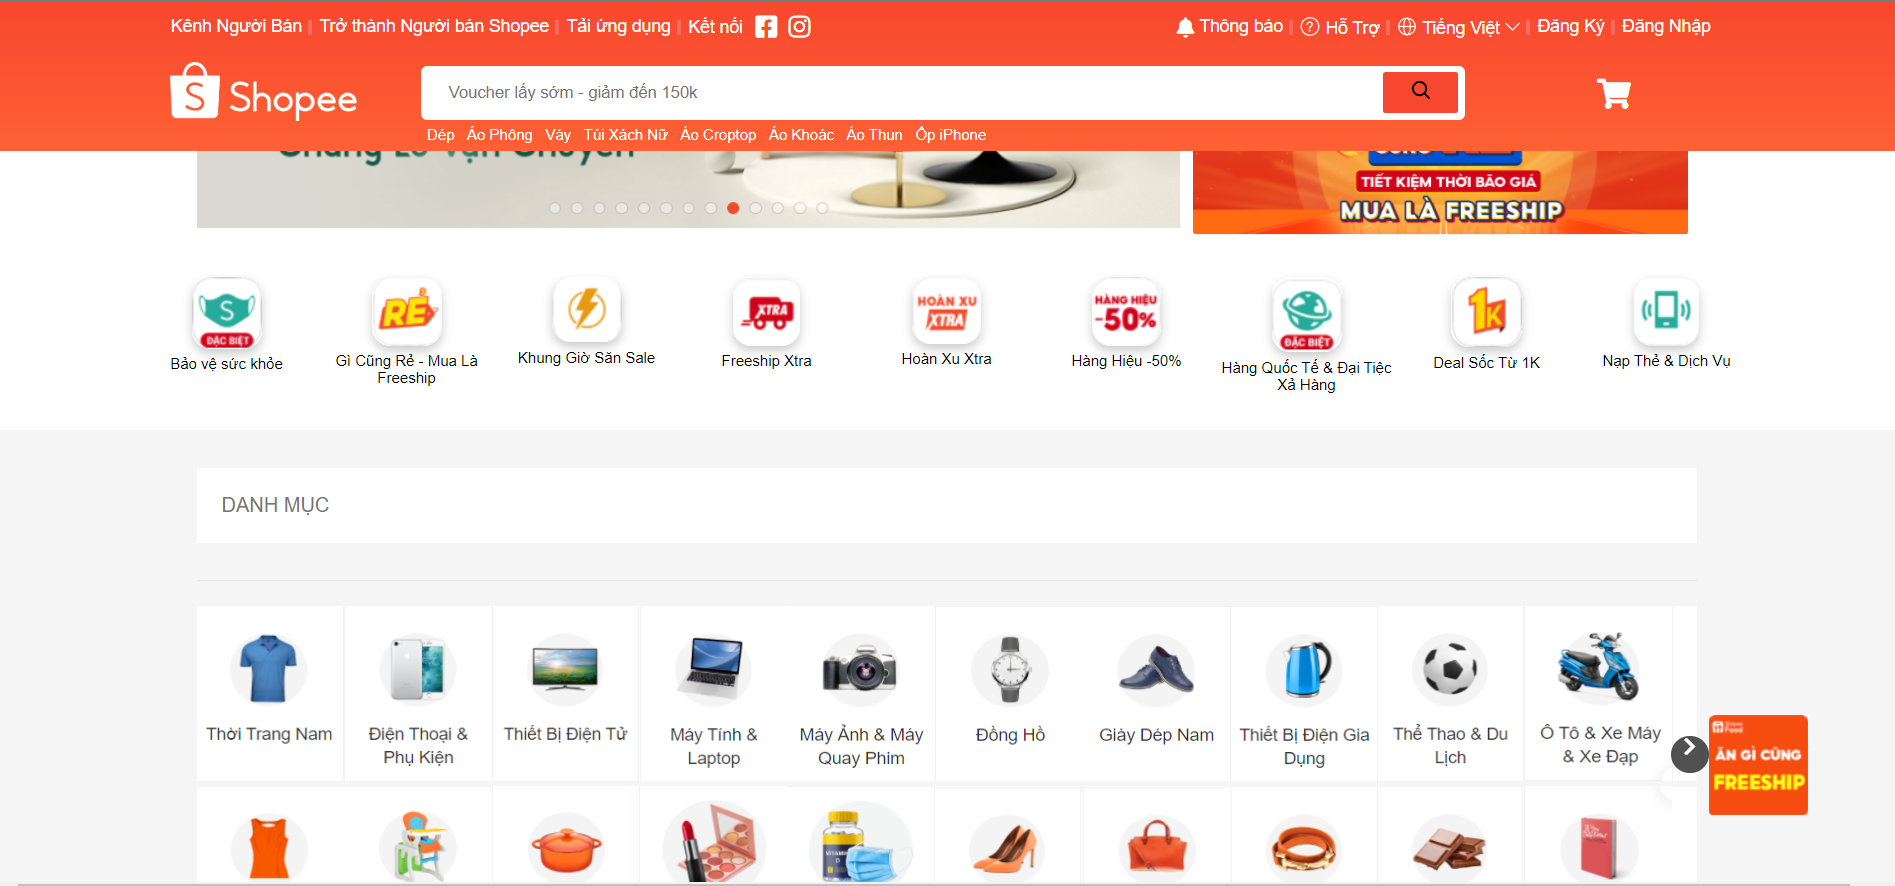 Kênh Người Bán | Trở thành Người bán Shopee | Tải ứng dụng | Kết nối
Thông báo | Hỗ Trợ | Tiếng Việt | Đăng Ký | Đăng Nhập
Shopee
Voucher lấy sớm - giảm đến 150k
Dép Áo Phông Váy Túi Xách Nữ Áo Croptop Áo Khoác Áo Thun Ốp iPhone
TIẾT KIỆM THỜI BÃO GIÁ
MUA LÀ FREESHIP
S
ĐẶC BIỆT
Bảo vệ sức khỏe
RẺ
Gì Cũng Rẻ - Mua Là
Freeship
Khung Giờ Săn Sale
XTRA
Freeship Xtra
HOÀN XU
XTRA
Hoàn Xu Xtra
HÀNG HIỆU
-50%
Hàng Hiệu -50%
ĐẶC BIỆT
Hàng Quốc Tế & Đại Tiệc
Xả Hàng
1K
Deal Sốc Từ 1K
Nạp Thẻ & Dịch Vụ
DANH MỤC
Thời Trang Nam
Điện Thoại &
Phụ Kiện
Thiết Bị Điện Tử
Máy Tính &
Laptop
Máy Ảnh & Máy
Quay Phim
Đồng Hồ
Giày Dép Nam
Thiết Bị Điện Gia
Dụng
Thể Thao & Du
Lịch
Ô Tô & Xe Máy
& Xe Đạp
Food
ĂN GÌ CŨNG
FREESHIP
VITAMIN
D